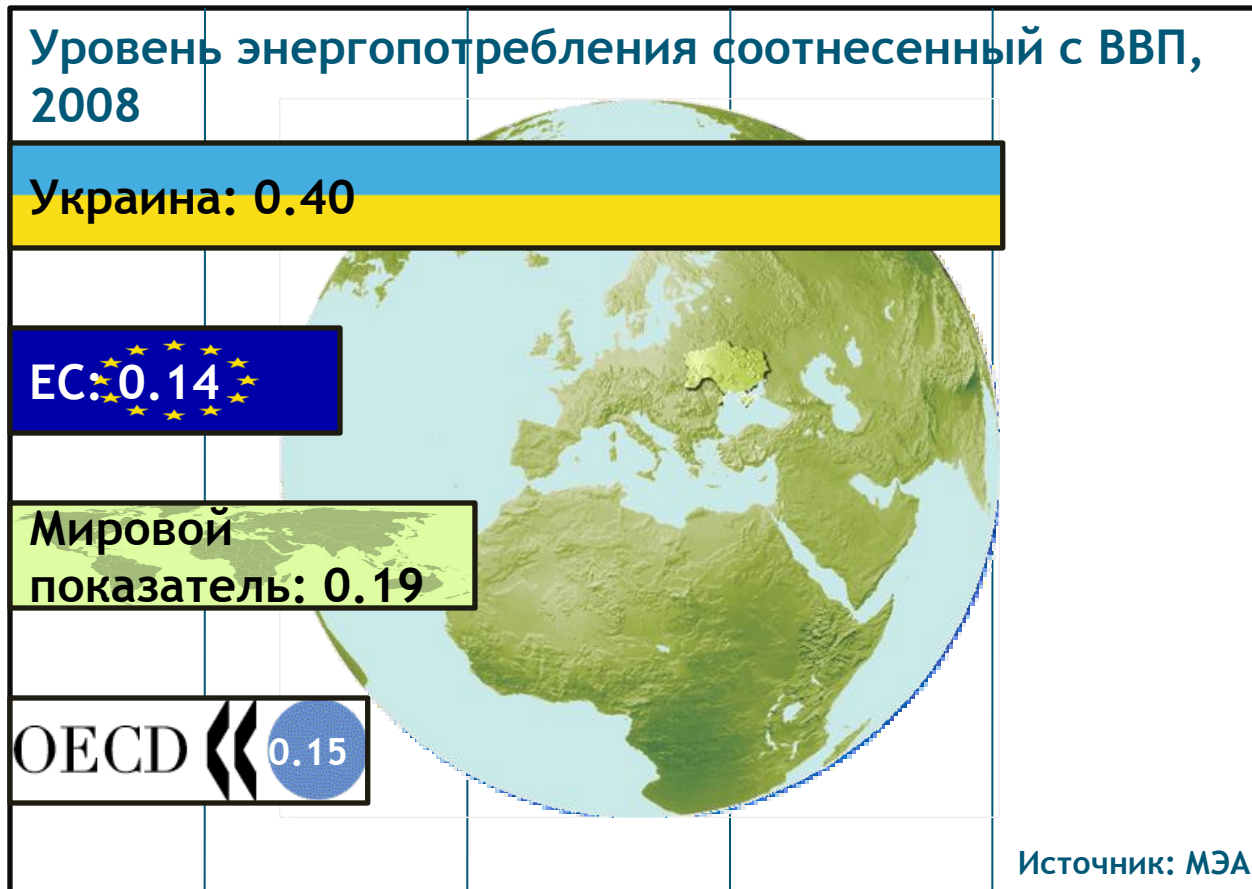 Уровень энергопотребления соотнесенный с ВВП,
2008
Украина: 0.40
ЕС: 0.14
Мировой
показатель: 0.19
OECD 0.15
Источник: МЭА